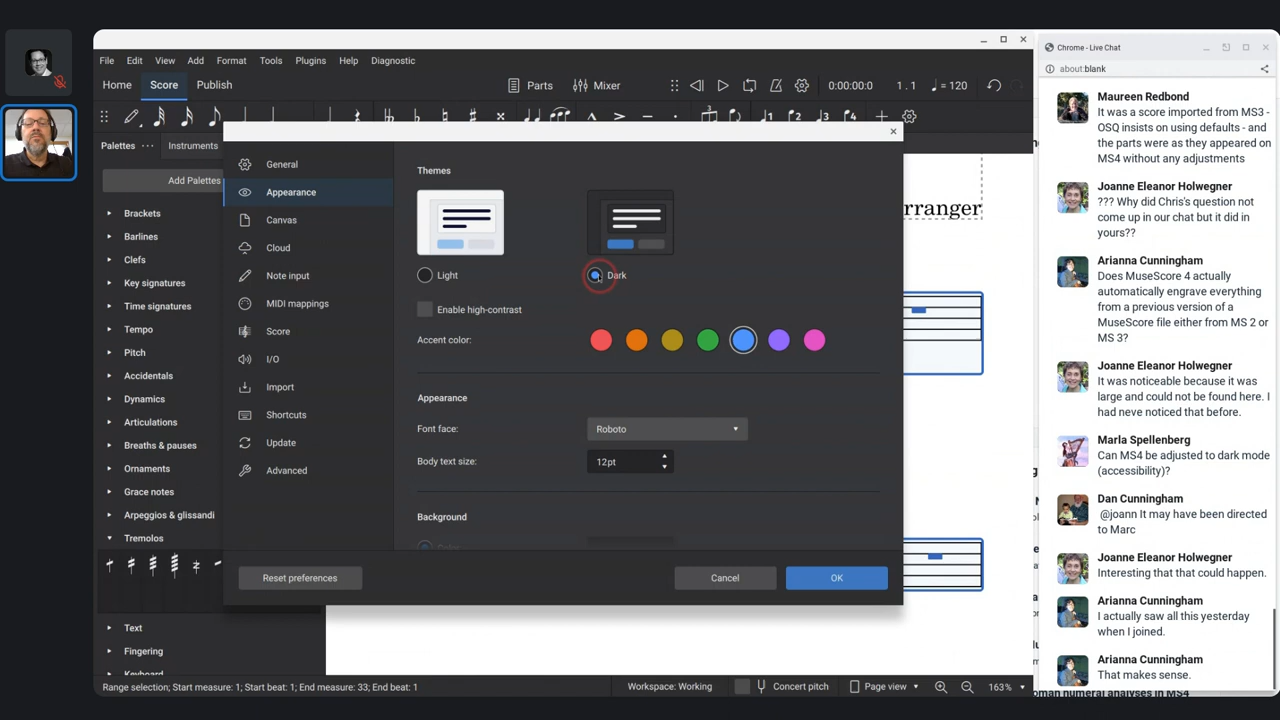 File Edit View Add Format Tools Plugins Help Diagnostic
Home Score Publish Parts Mixer 0:00:00:0 1 . 1 = 120
Palettes Instruments
Add Palettes
Brackets
Barlines
Clefs
Key signatures
Time signatures
Tempo
Pitch
Accidentals
Dynamics
Articulations
Breaths & pauses
Ornaments
Grace notes
Arpeggios & glissandi
Tremolos
Text
Fingering
Keyboard
General
Appearance
Canvas
Cloud
Note input
MIDI mappings
Score
I/O
Import
Shortcuts
Update
Advanced
Themes
Light Dark
Enable high-contrast
Accent color:
Appearance
Font face: Roboto
Body text size: 12pt
Background
Reset preferences Cancel OK
rranger
Range selection; Start measure: 1; Start beat: 1; End measure: 33; End beat: 1
Workspace: Working Concert pitch Page view 163%
Chrome - Live Chat
about:blank
Maureen Redbond
It was a score imported from MS3 -
OSQ insists on using defaults - and
the parts were as they appeared on
MS4 without any adjustments
Joanne Eleanor Holwegner
??? Why did Chris's question not
come up in our chat but it did in
yours??
Arianna Cunningham
Does MuseScore 4 actually
automatically engrave everything
from a previous version of a
MuseScore file either from MS 2 or
MS 3?
Joanne Eleanor Holwegner
It was noticeable because it was
large and could not be found here. I
had neve noticed that before.
Marla Spellenberg
Can MS4 be adjusted to dark mode
(accessibility)?
Dan Cunningham
@joann It may have been directed
to Marc
Joanne Eleanor Holwegner
Interesting that that could happen.
Arianna Cunningham
I actually saw all this yesterday
when I joined.
Arianna Cunningham
That makes sense.
oman numeral analyses in MS4